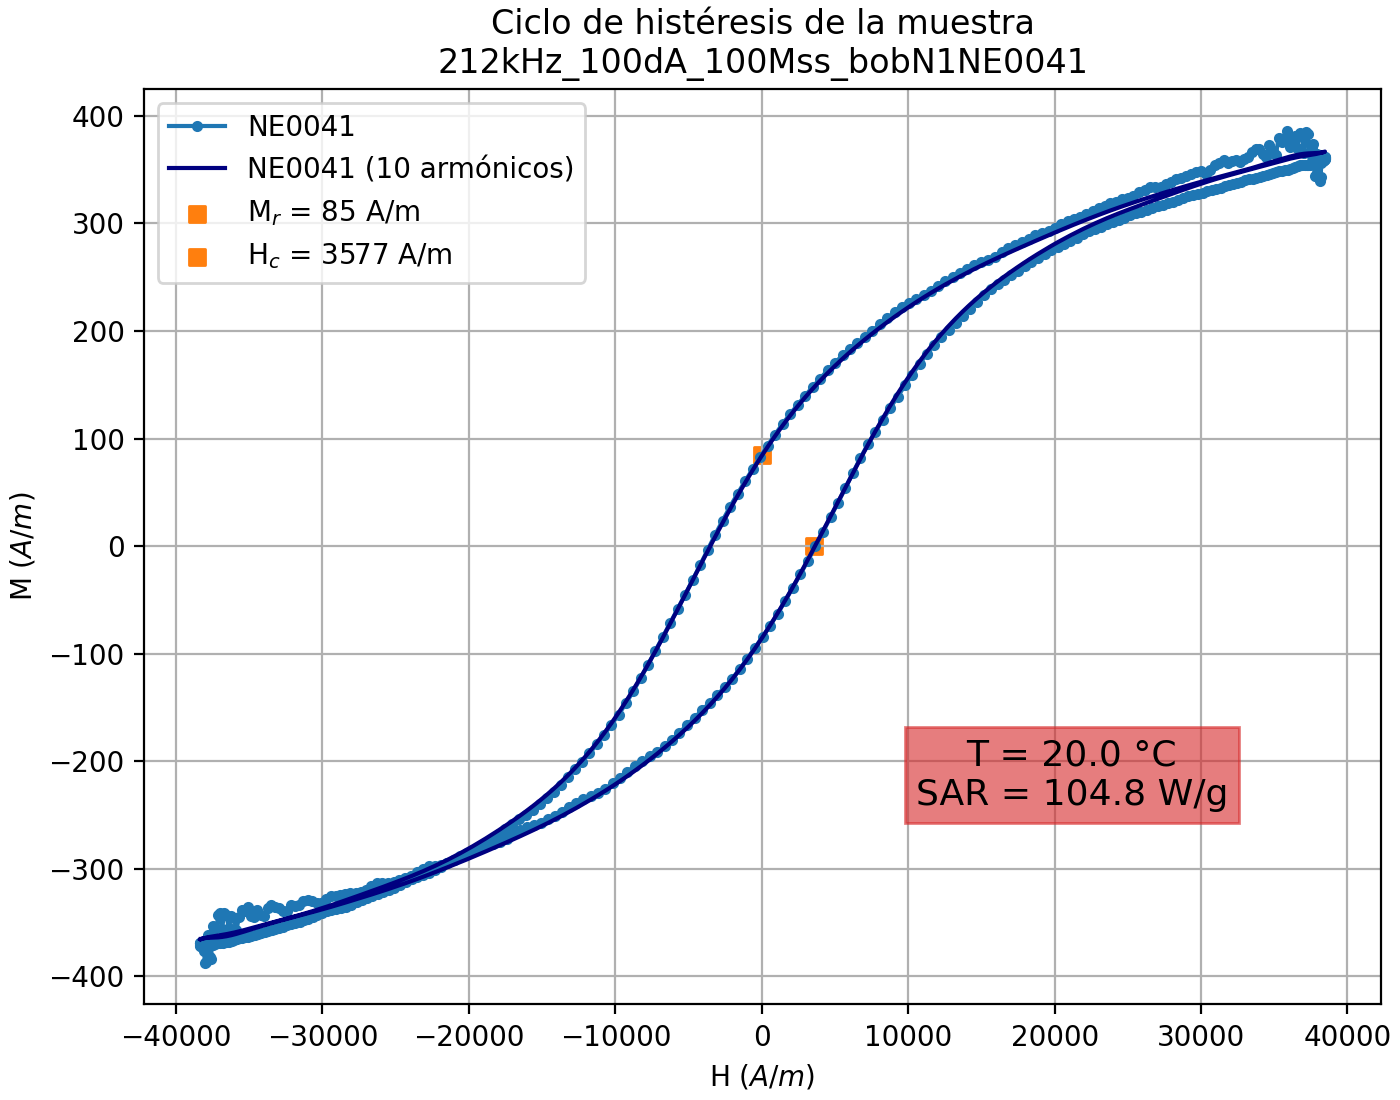 Ciclo de histéresis de la muestra
212kHz_100dA_100Mss_bobN1NE0041
NE0041
NE0041 (10 armónicos)
Mᵣ = 85 A/m
H꜀ = 3577 A/m
400
300
200
100
0
−100
−200
−300
−400
M (A/m)
T = 20.0 °C
SAR = 104.8 W/g
−40000 −30000 −20000 −10000 0 10000 20000 30000 40000
H (A/m)